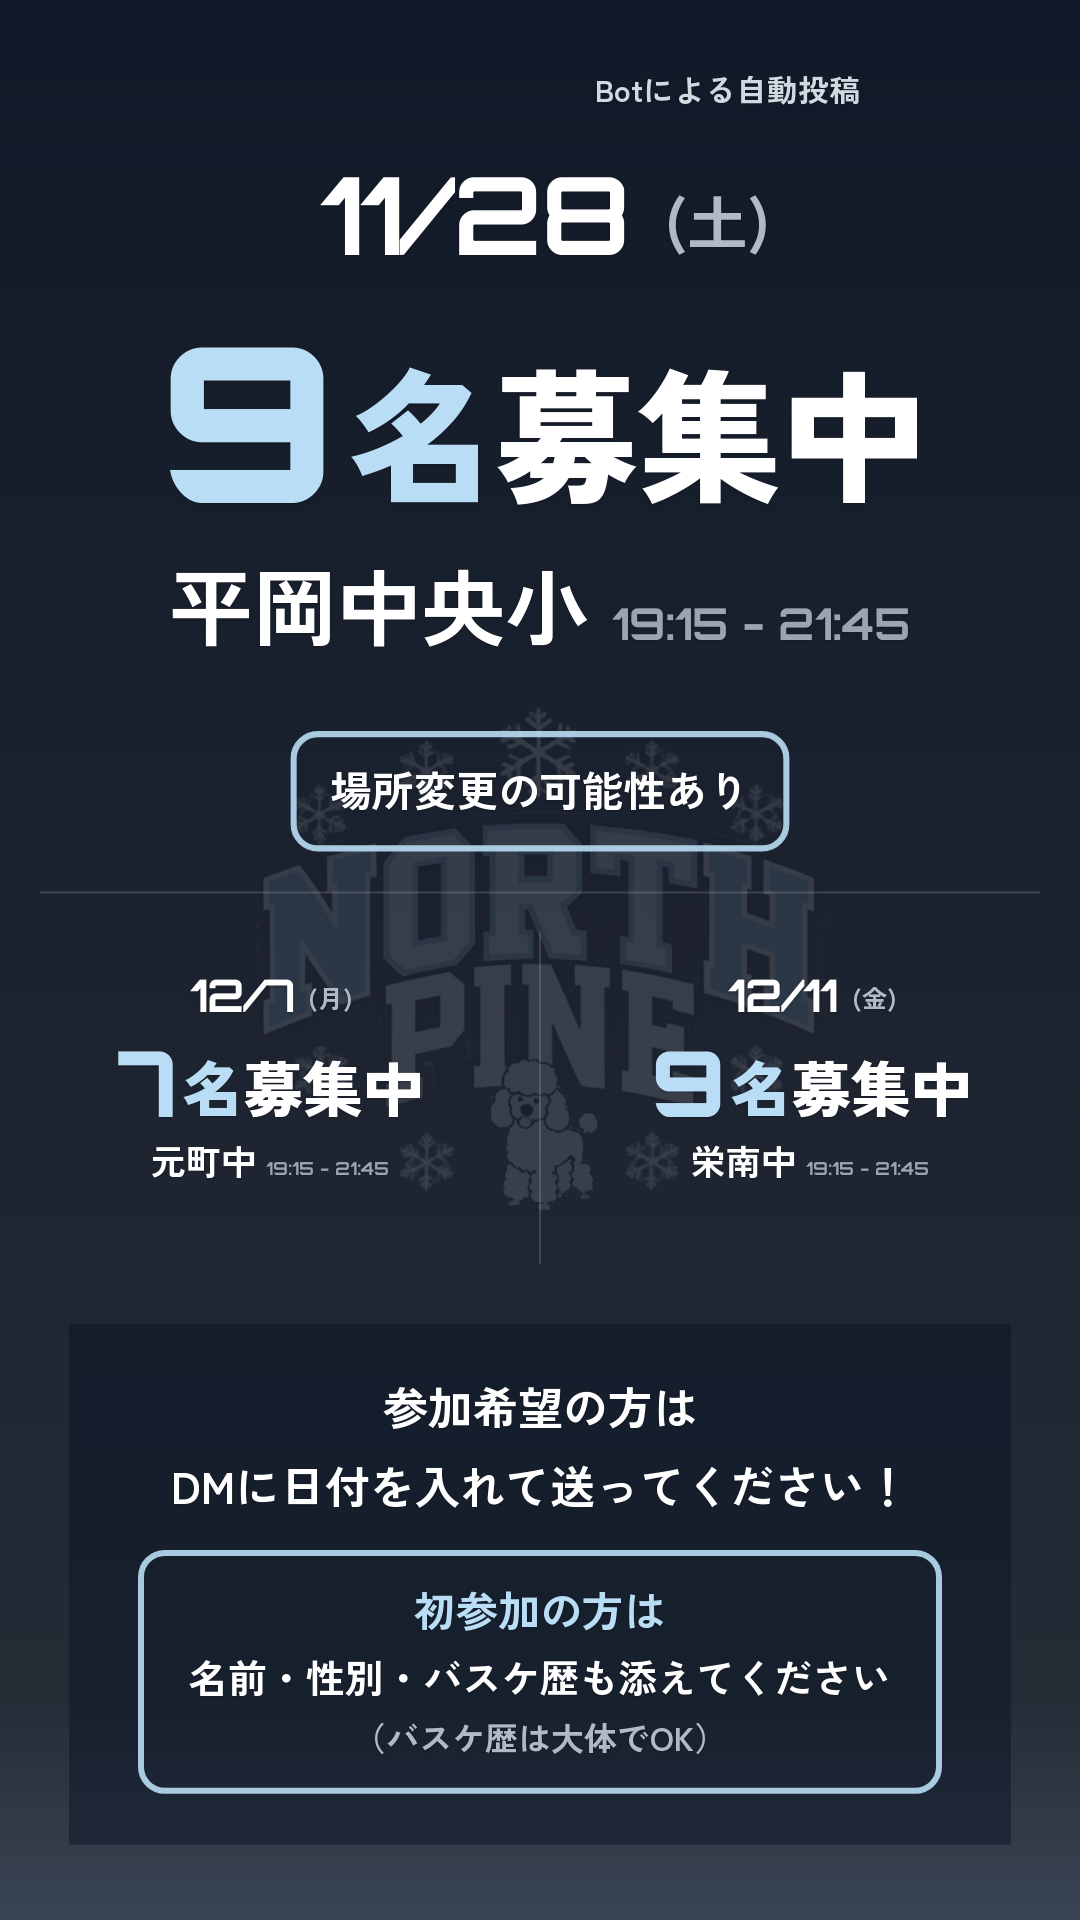 Botによる自動投稿
11/28 (土)
9名募集中
平岡中央小 19:15 - 21:45
場所変更の可能性あり
NORTH
PINE
12/7 (月)
7名募集中
元町中 19:15 - 21:45
12/11 (金)
9名募集中
栄南中 19:15 - 21:45
参加希望の方は
DMに日付を入れて送ってください！
初参加の方は
名前・性別・バスケ歴も添えてください
（バスケ歴は大体でOK）